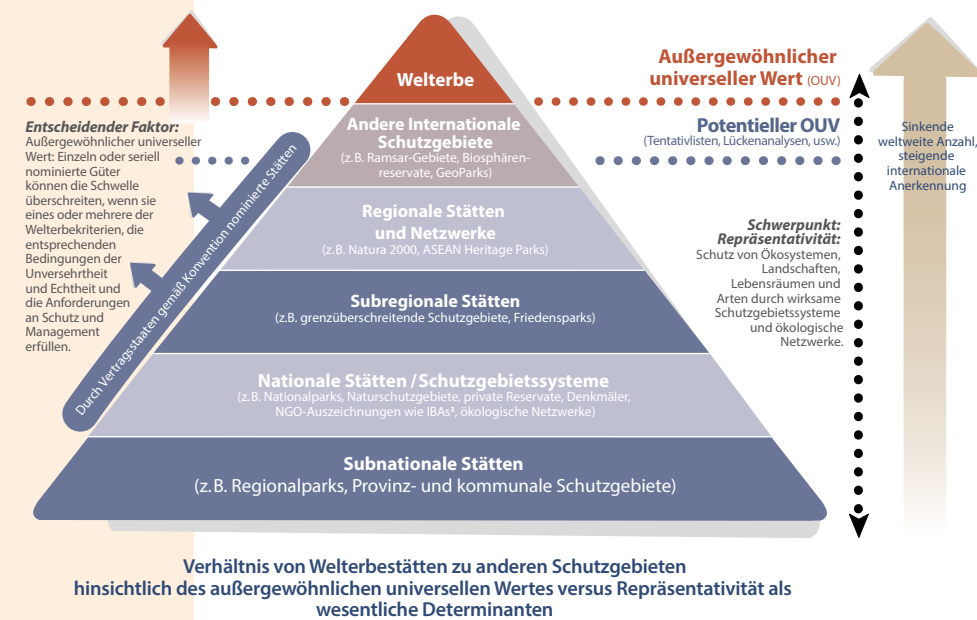 Welterbe
Außergewöhnlicher
universeller Wert (OUV)
Andere Internationale
Schutzgebiete
(z.B. Ramsar-Gebiete, Biosphären-
reservate, GeoParks)
Potentieller OUV
(Tentativlisten, Lückenanalysen, usw.)
Entscheidender Faktor:
Außergewöhnlicher universeller
Wert: Einzeln oder seriell
nominierte Güter
können die Schwelle
überschreiten, wenn sie
eines oder mehrere der
Welterbekriterien, die
entsprechenden
Bedingungen der
Unversehrtheit
und Echtheit und
die Anforderungen
an Schutz und
Management
erfüllen.
Durch Vertragsstaaten gemäß Konvention nominierte Stätten
Sinkende
weltweite Anzahl,
steigende
internationale
Anerkennung
Regionale Stätten
und Netzwerke
(z.B. Natura 2000, ASEAN Heritage Parks)
Schwerpunkt:
Repräsentativität:
Schutz von Ökosystemen,
Landschaften,
Lebensräumen und
Arten durch wirksame
Schutzgebietssysteme
und ökologische
Netzwerke.
Subregionale Stätten
(z.B. grenzüberschreitende Schutzgebiete, Friedensparks)
Nationale Stätten / Schutzgebietssysteme
(z.B. Nationalparks, Naturschutzgebiete, private Reservate, Denkmäler,
NGO-Auszeichnungen wie IBAs³, ökologische Netzwerke)
Subnationale Stätten
(z.B. Regionalparks, Provinz- und kommunale Schutzgebiete)
Verhältnis von Welterbestätten zu anderen Schutzgebieten
hinsichtlich des außergewöhnlichen universellen Wertes versus Repräsentativität als
wesentliche Determinanten